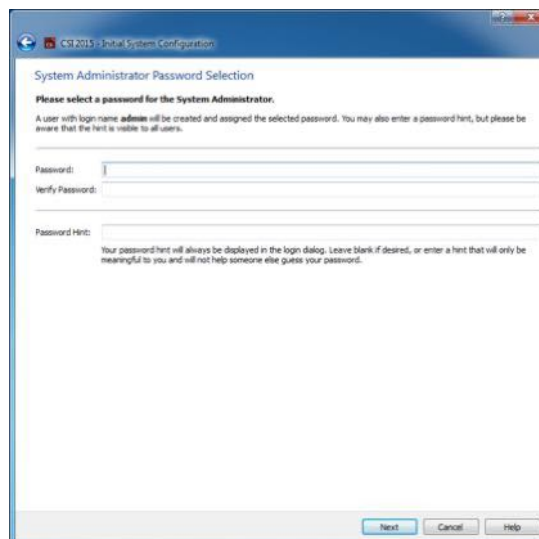 CSI 2015 - Initial System Configuration
System Administrator Password Selection
Please select a password for the System Administrator.
A user with login name admin will be created and assigned the selected password. You may also enter a password hint, but please be
aware that the hint is visible to all users.
Password:
Verify Password:
Password Hint:
Your password hint will always be displayed in the login dialog. Leave blank if desired, or enter a hint that will only be
meaningful to you and will not help someone else guess your password.
Next Cancel Help